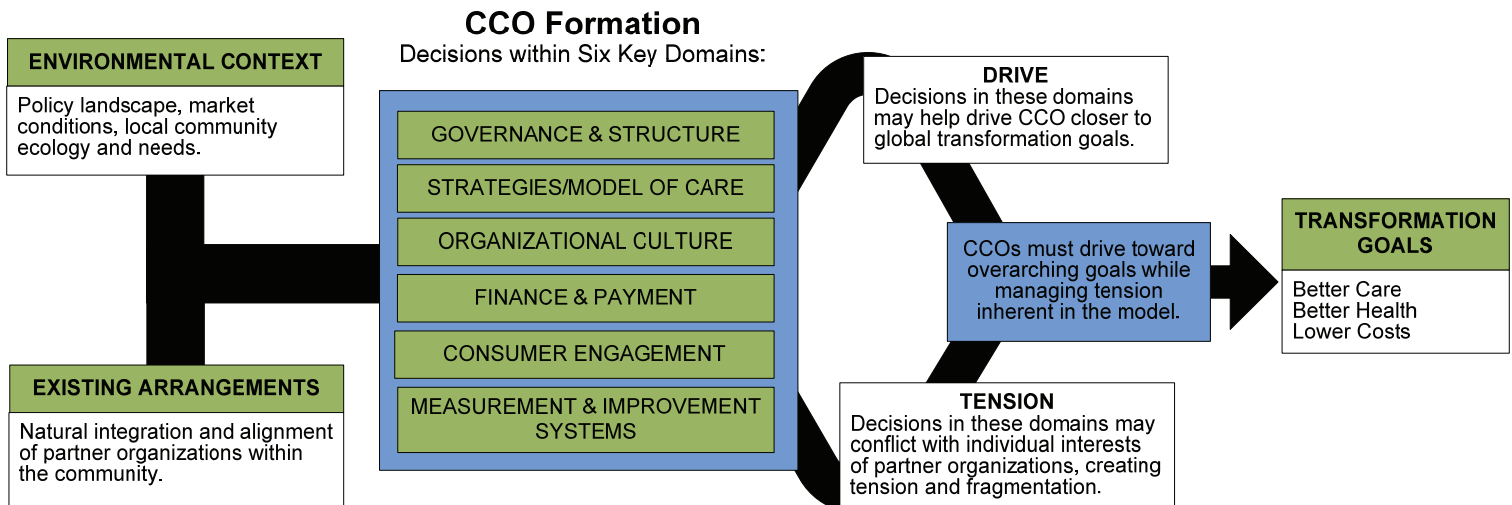 CCO Formation
Decisions within Six Key Domains:
ENVIRONMENTAL CONTEXT
Policy landscape, market
conditions, local community
ecology and needs.
EXISTING ARRANGEMENTS
Natural integration and alignment
of partner organizations within
the community.
GOVERNANCE & STRUCTURE
STRATEGIES/MODEL OF CARE
ORGANIZATIONAL CULTURE
FINANCE & PAYMENT
CONSUMER ENGAGEMENT
MEASUREMENT & IMPROVEMENT
SYSTEMS
DRIVE
Decisions in these domains
may help drive CCO closer to
global transformation goals.
TENSION
Decisions in these domains may
conflict with individual interests
of partner organizations, creating
tension and fragmentation.
CCOs must drive toward
overarching goals while
managing tension
inherent in the model.
TRANSFORMATION
GOALS
Better Care
Better Health
Lower Costs